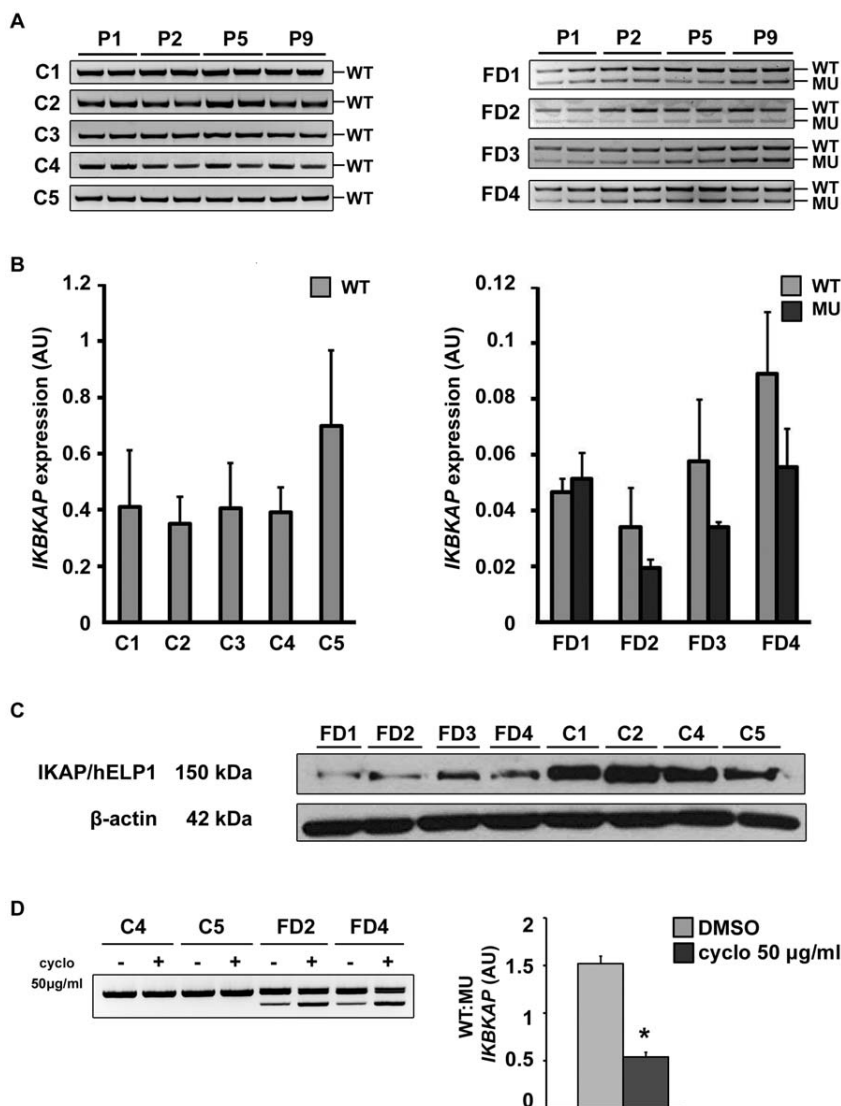 A
P1 P2 P5 P9
C1 WT
C2 WT
C3 WT
C4 WT
C5 WT
P1 P2 P5 P9
FD1 WT
MU
FD2 WT
MU
FD3 WT
MU
FD4 WT
MU
B
IKBKAP expression (AU)
1.2
1
0.8
0.6
0.4
0.2
0
WT
C1 C2 C3 C4 C5
IKBKAP expression (AU)
0.12
0.1
0.08
0.06
0.04
0.02
0
WT
MU
FD1 FD2 FD3 FD4
C
FD1 FD2 FD3 FD4 C1 C2 C4 C5
IKAP/hELP1 150 kDa
β-actin 42 kDa
D
C4 C5 FD2 FD4
cyclo - + - + - + - +
50µg/ml
WT:MU
IKBKAP (AU)
2
1.5
1
0.5
0
DMSO
cyclo 50 µg/ml
*